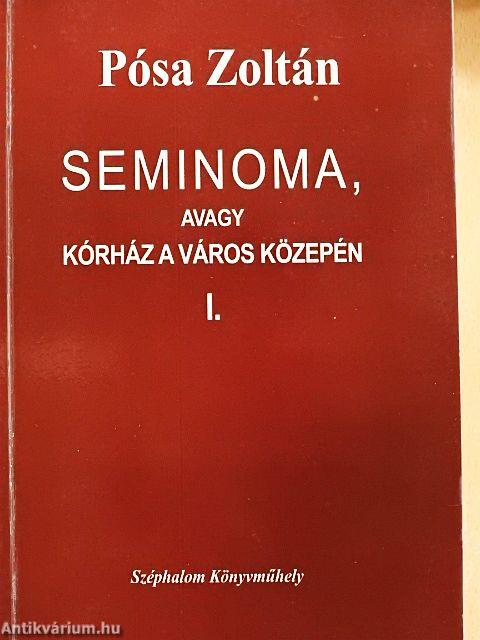 Pósa Zoltán
SEMINOMA,
AVAGY
KÓRHÁZ A VÁROS KÖZEPÉN
I.
Széphalom Könyvműhely
Antikvárium.hu